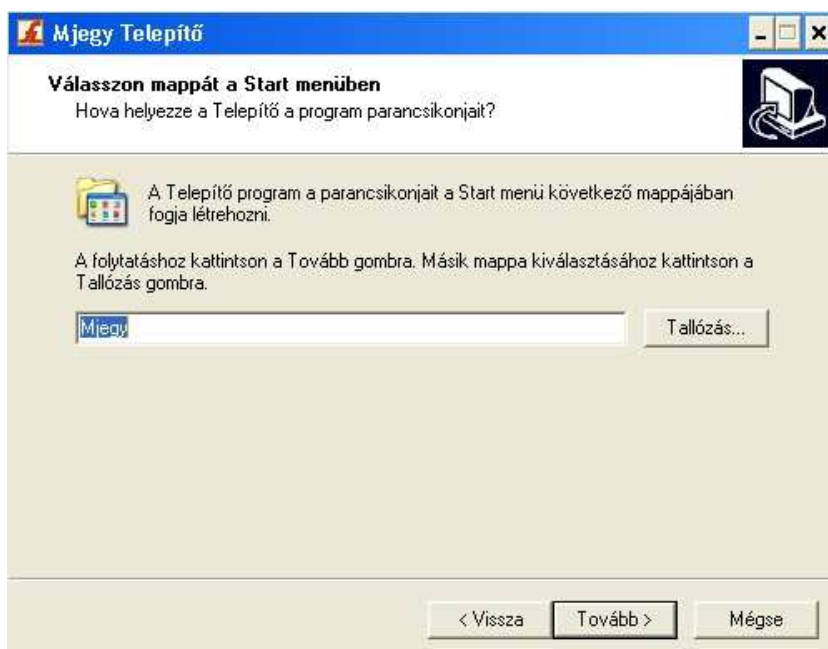 Mjegy Telepítő
Válasszon mappát a Start menüben
Hova helyezze a Telepítő a program parancsikonjait?
A Telepítő program a parancsikonjait a Start menü következő mappájában
fogja létrehozni.
A folytatáshoz kattintson a Tovább gombra. Másik mappa kiválasztásához kattintson a
Tallózás gombra.
Mjegy
Tallózás...
< Vissza
Tovább >
Mégse